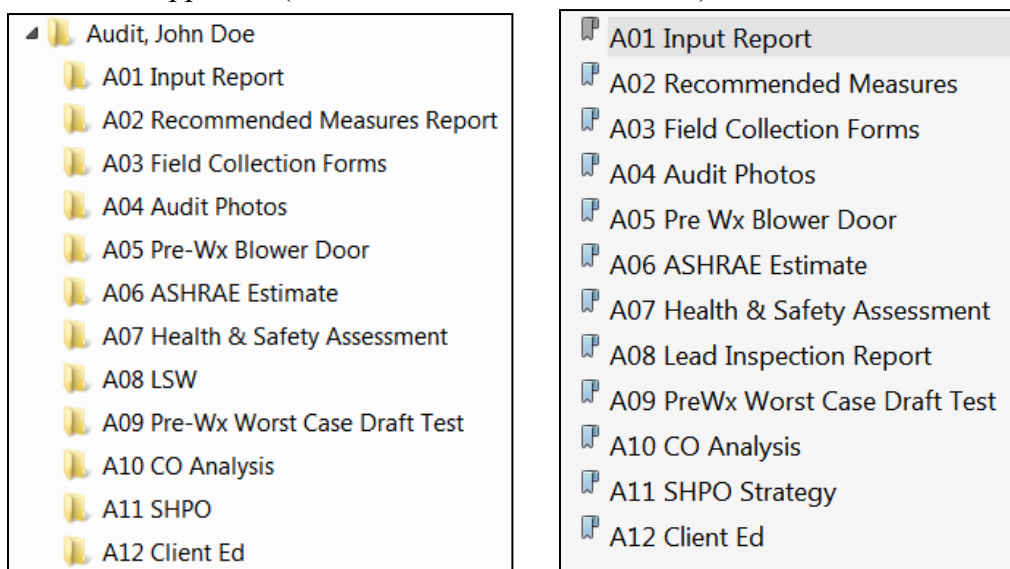 Audit, John Doe
A01 Input Report
A02 Recommended Measures Report
A03 Field Collection Forms
A04 Audit Photos
A05 Pre-Wx Blower Door
A06 ASHRAE Estimate
A07 Health & Safety Assessment
A08 LSW
A09 Pre-Wx Worst Case Draft Test
A10 CO Analysis
A11 SHPO
A12 Client Ed
A01 Input Report
A02 Recommended Measures
A03 Field Collection Forms
A04 Audit Photos
A05 Pre Wx Blower Door
A06 ASHRAE Estimate
A07 Health & Safety Assessment
A08 Lead Inspection Report
A09 PreWx Worst Case Draft Test
A10 CO Analysis
A11 SHPO Strategy
A12 Client Ed